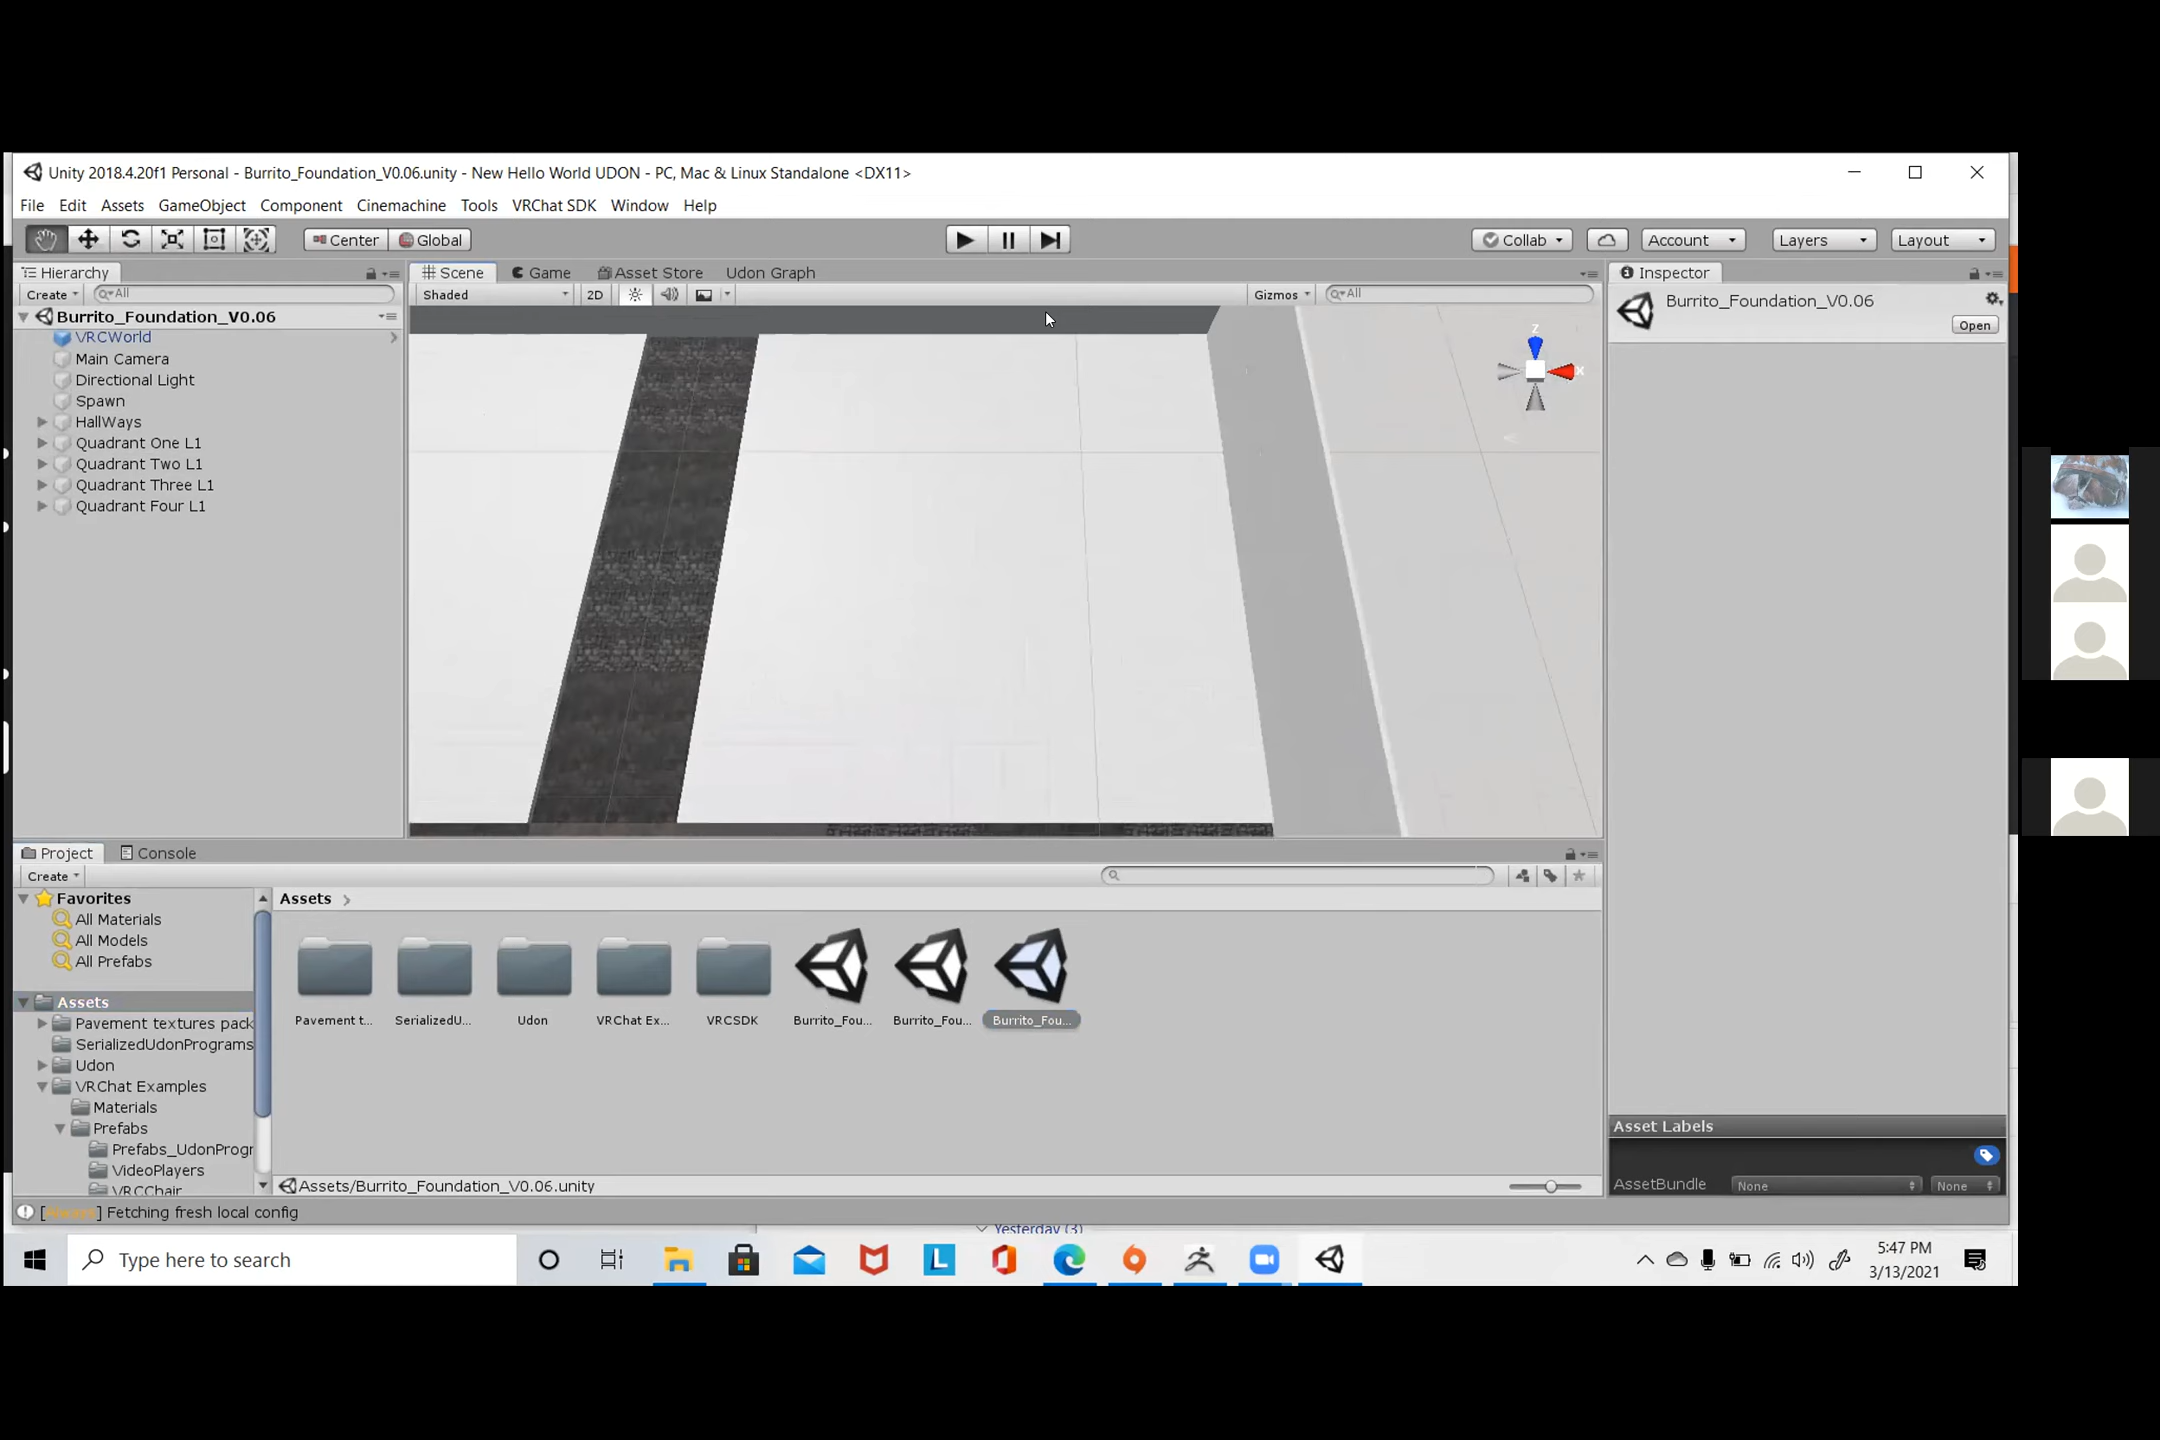 Unity 2018.4.20f1 Personal - Burrito_Foundation_V0.06.unity - New Hello World UDON - PC, Mac & Linux Standalone <DX11>
File Edit Assets GameObject Component Cinemachine Tools VRChat SDK Window Help
Center Global Collab Account Layers Layout
Hierarchy
Create All
Burrito_Foundation_V0.06
VRCWorld
Main Camera
Directional Light
Spawn
HallWays
Quadrant One L1
Quadrant Two L1
Quadrant Three L1
Quadrant Four L1
Scene Game Asset Store Udon Graph
Shaded 2D Gizmos All
z
x
Inspector
Burrito_Foundation_V0.06
Open
Project Console
Create
Favorites
All Materials
All Models
All Prefabs
Assets
Pavement textures pack
SerializedUdonPrograms
Udon
VRChat Examples
Materials
Prefabs
Prefabs_UdonProgr
VideoPlayers
VRCChair
Assets
Pavement t... SerializedU... Udon VRChat Ex... VRCSDK Burrito_Fou... Burrito_Fou... Burrito_Fou...
Assets/Burrito_Foundation_V0.06.unity
Asset Labels
AssetBundle None None
[Always] Fetching fresh local config
Yesterday (3)
Type here to search
L
5:47 PM
3/13/2021